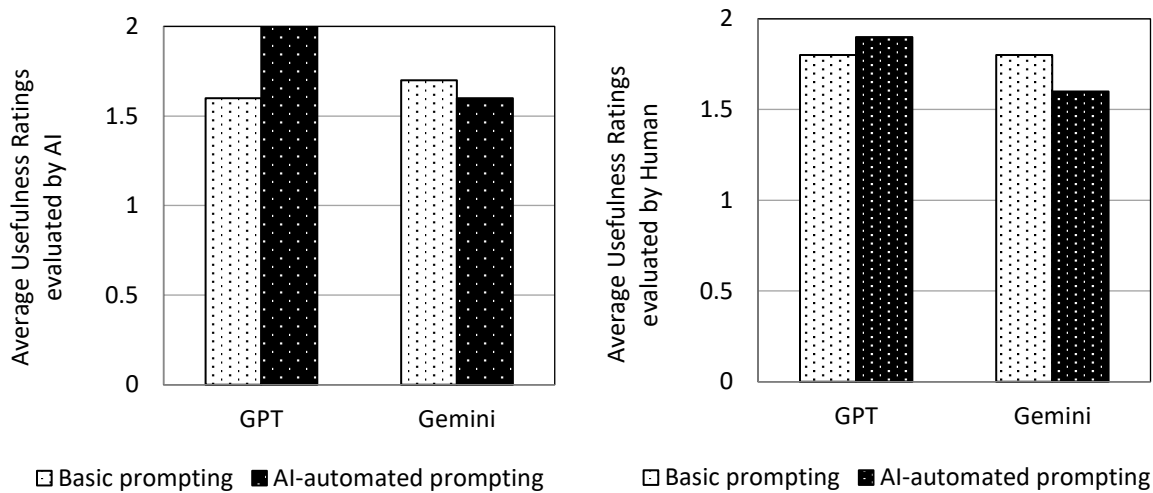 Average Usefulness Ratings
evaluated by AI
2
1.5
1
0.5
0
GPT Gemini
Basic prompting AI-automated prompting
Average Usefulness Ratings
evaluated by Human
2
1.5
1
0.5
0
GPT Gemini
Basic prompting AI-automated prompting